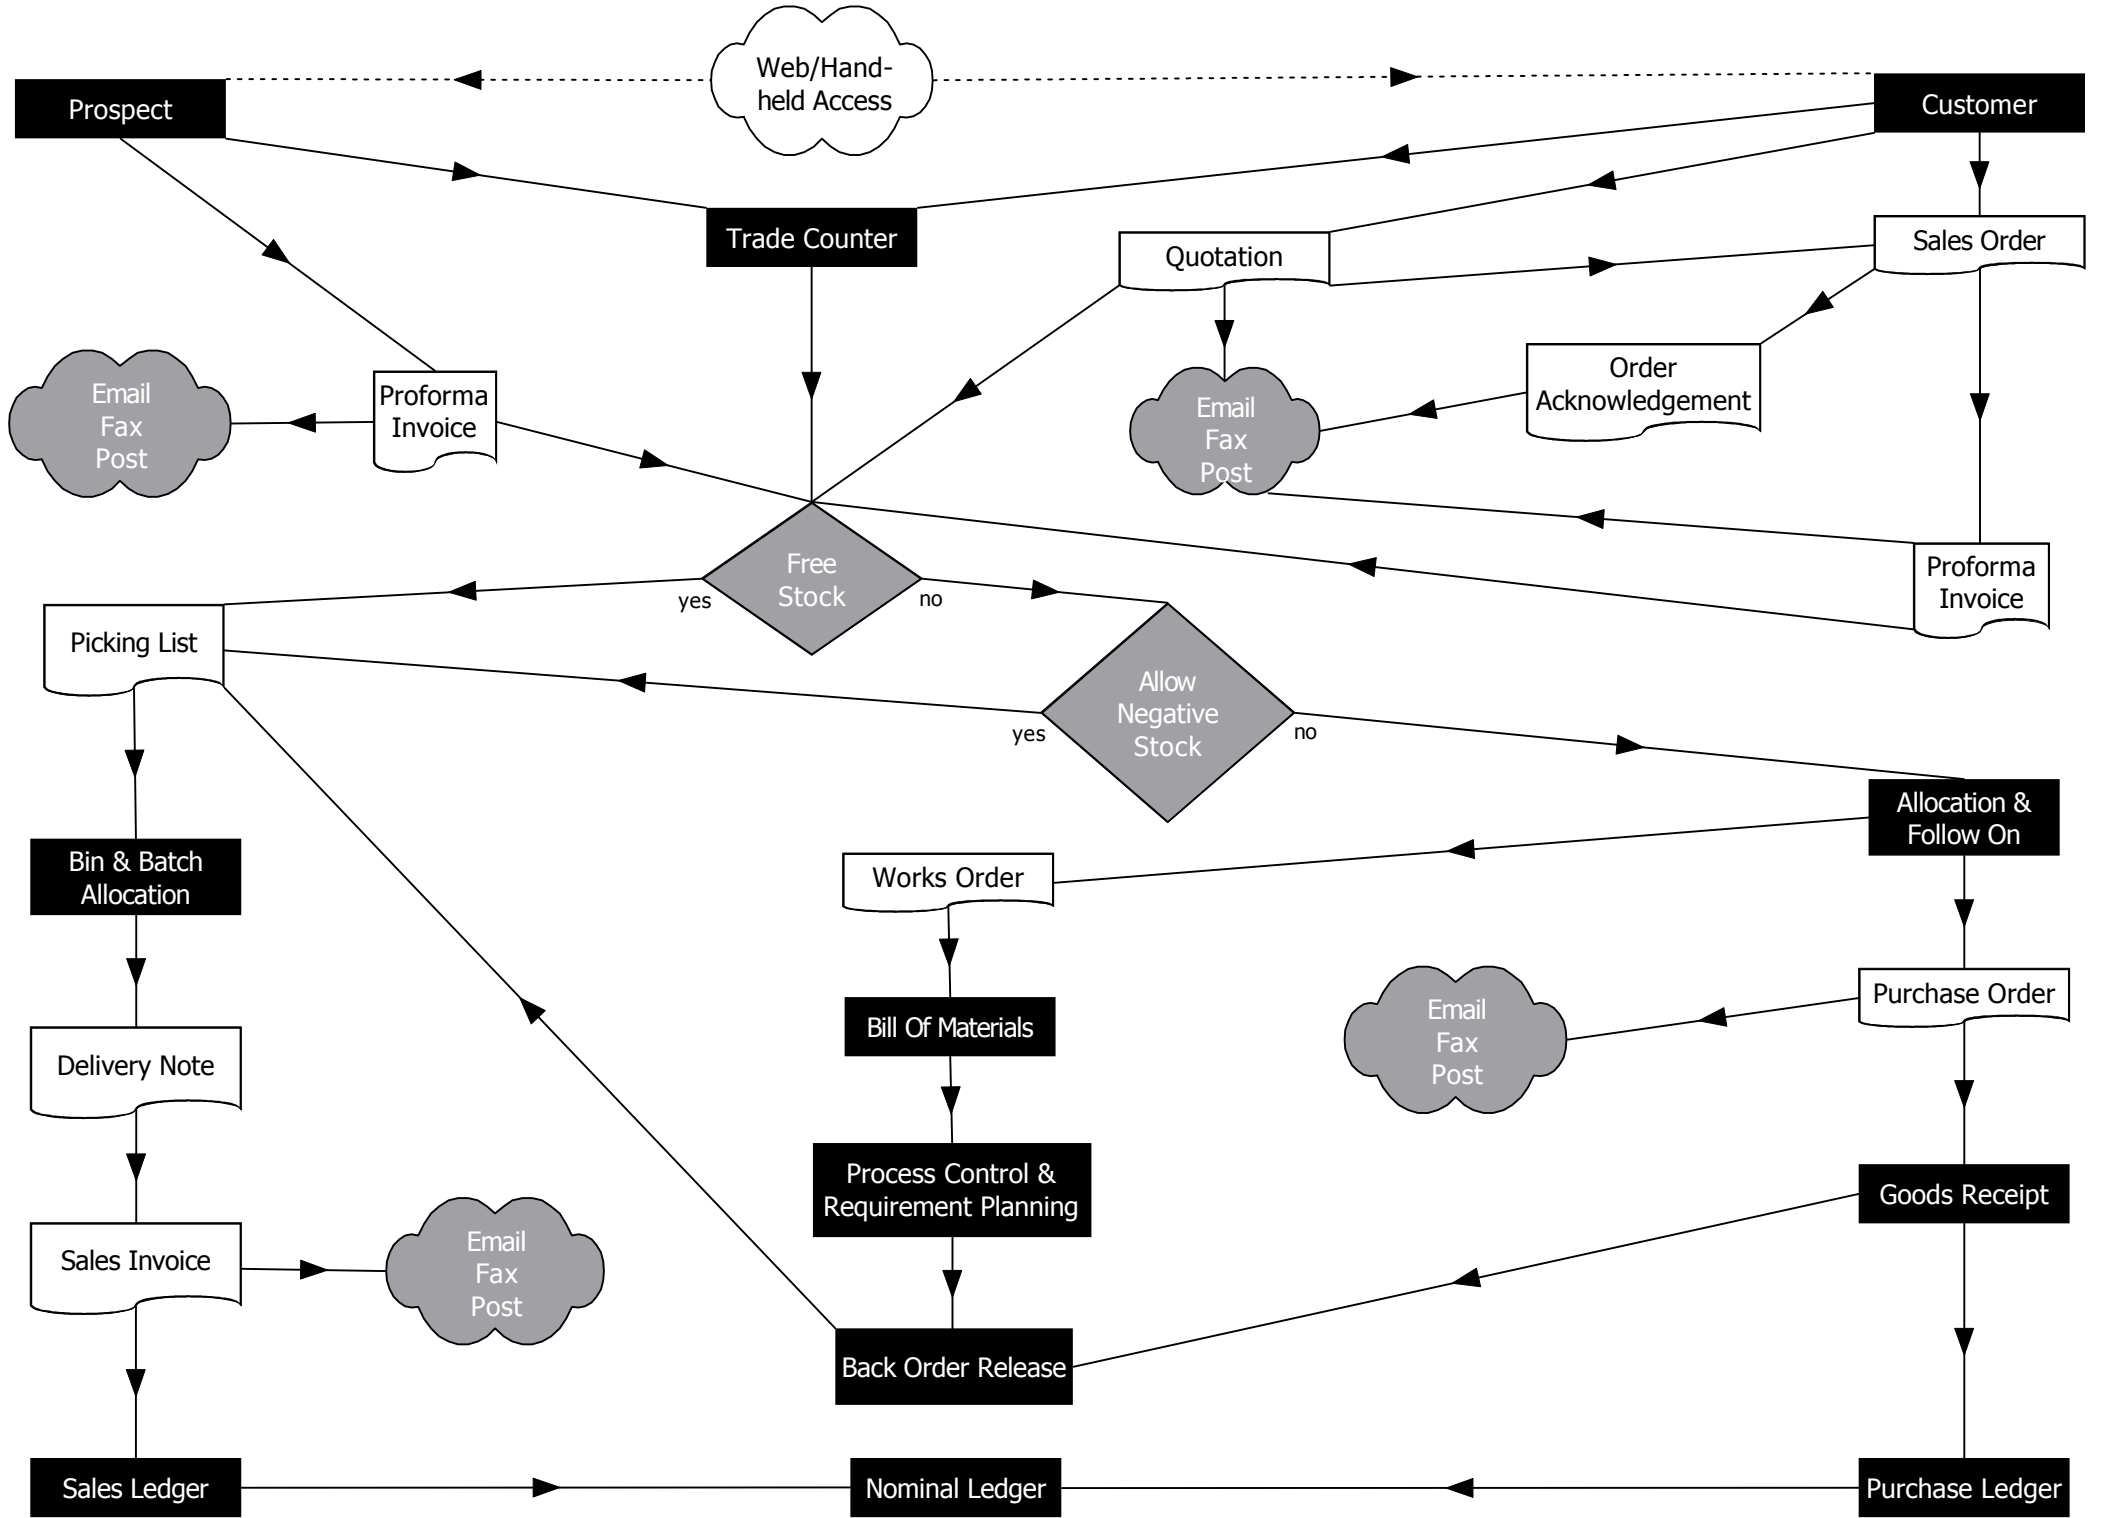 Web/Hand-
held Access
Prospect
Customer
Trade Counter
Quotation
Sales Order
Email
Fax
Post
Proforma
Invoice
Email
Fax
Post
Order
Acknowledgement
Free
Stock
yes
no
Proforma
Invoice
Picking List
Allow
Negative
Stock
yes
no
Allocation &
Follow On
Bin & Batch
Allocation
Works Order
Purchase Order
Email
Fax
Post
Bill Of Materials
Delivery Note
Process Control &
Requirement Planning
Goods Receipt
Sales Invoice
Email
Fax
Post
Back Order Release
Sales Ledger
Nominal Ledger
Purchase Ledger